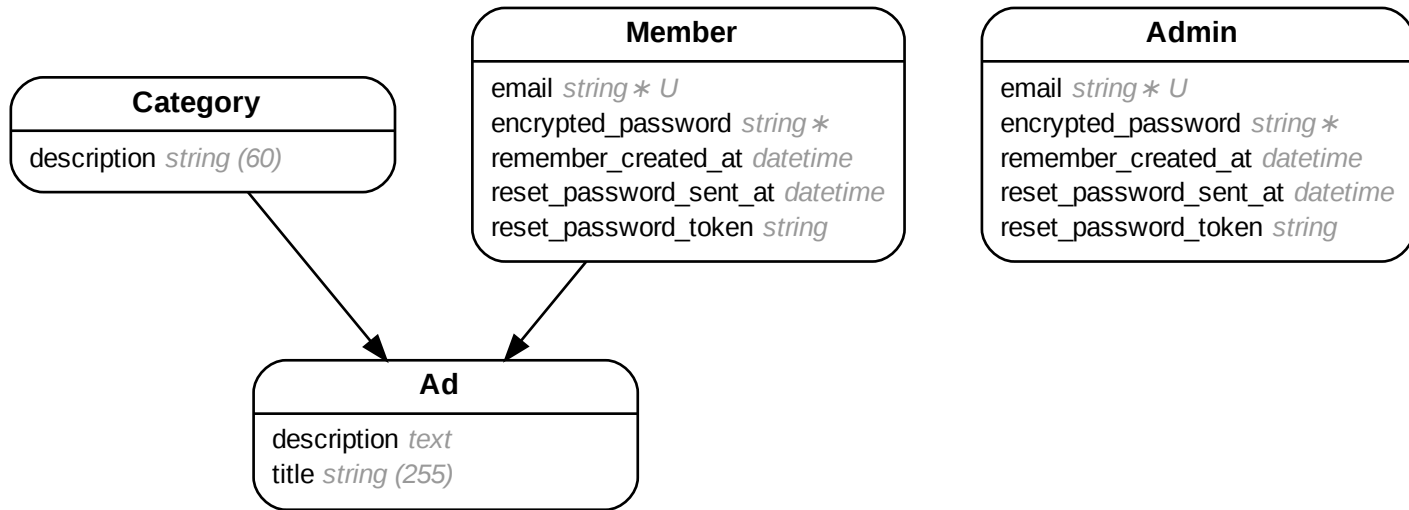 Category
description string (60)
Member
email string∗ U
encrypted_password string∗
remember_created_at datetime
reset_password_sent_at datetime
reset_password_token string
Admin
email string∗ U
encrypted_password string∗
remember_created_at datetime
reset_password_sent_at datetime
reset_password_token string
Ad
description text
title string (255)